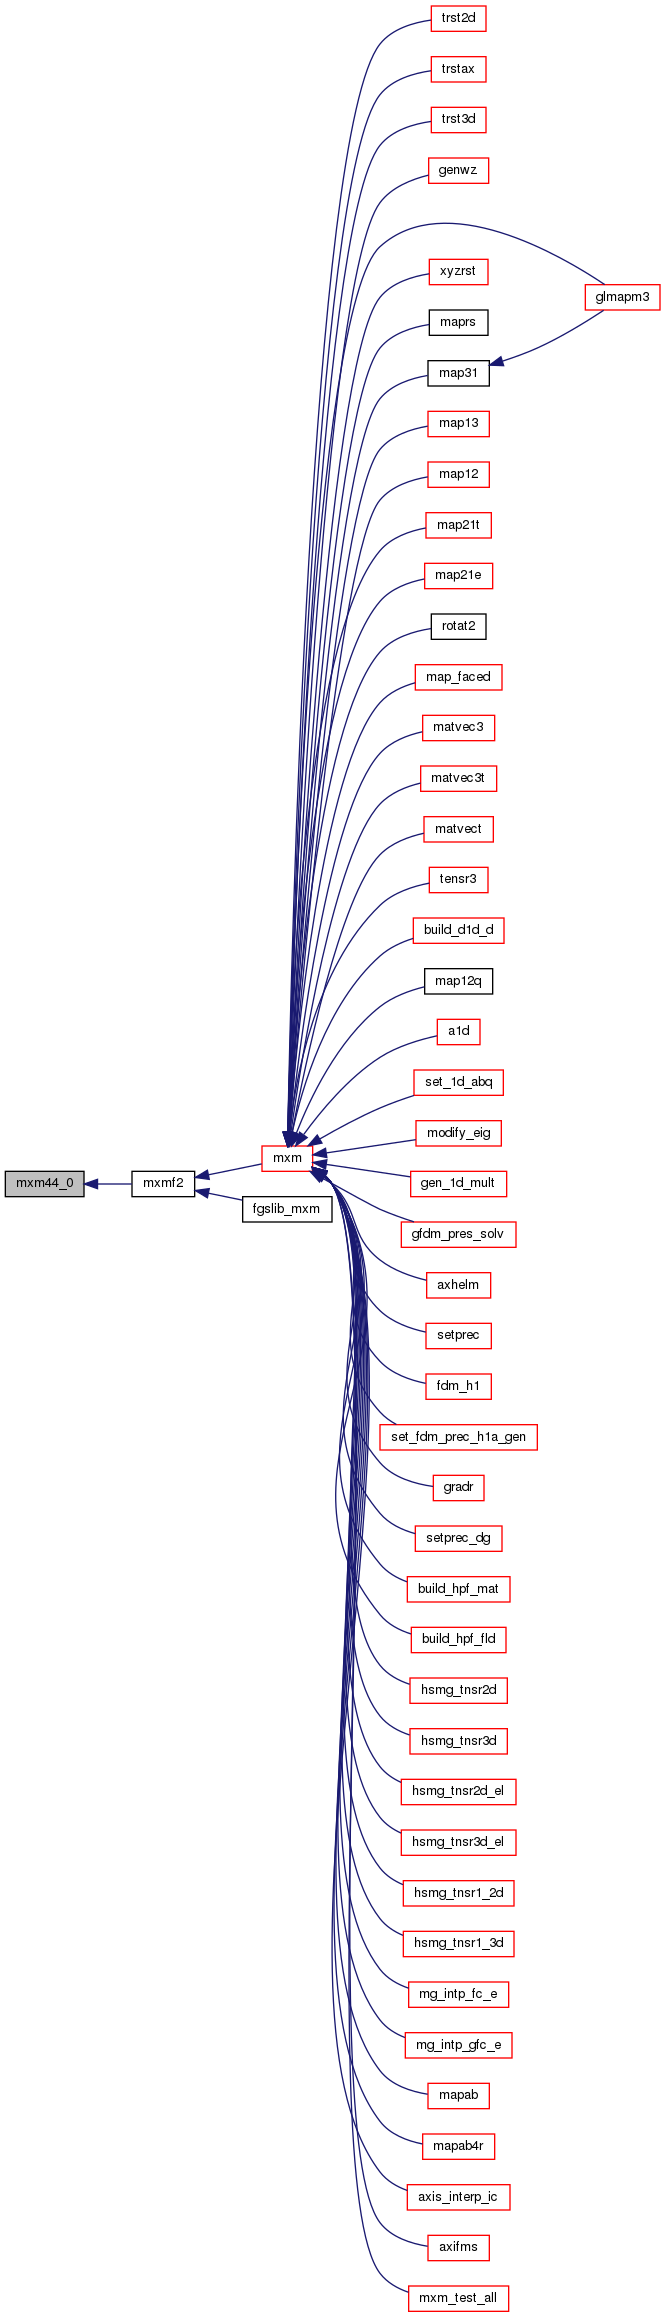 trst2d
trstax
trst3d
genwz
xyzrst
glmapm3
maprs
map31
map13
map12
map21t
map21e
rotat2
map_faced
matvec3
matvec3t
matvect
tensr3
build_d1d_d
map12q
a1d
set_1d_abq
modify_eig
mxm
mxm44_0
mxmf2
gen_1d_mult
fgslib_mxm
gfdm_pres_solv
axhelm
setprec
fdm_h1
set_fdm_prec_h1a_gen
gradr
setprec_dg
build_hpf_mat
build_hpf_fld
hsmg_tnsr2d
hsmg_tnsr3d
hsmg_tnsr2d_el
hsmg_tnsr3d_el
hsmg_tnsr1_2d
hsmg_tnsr1_3d
mg_intp_fc_e
mg_intp_gfc_e
mapab
mapab4r
axis_interp_ic
axifms
mxm_test_all